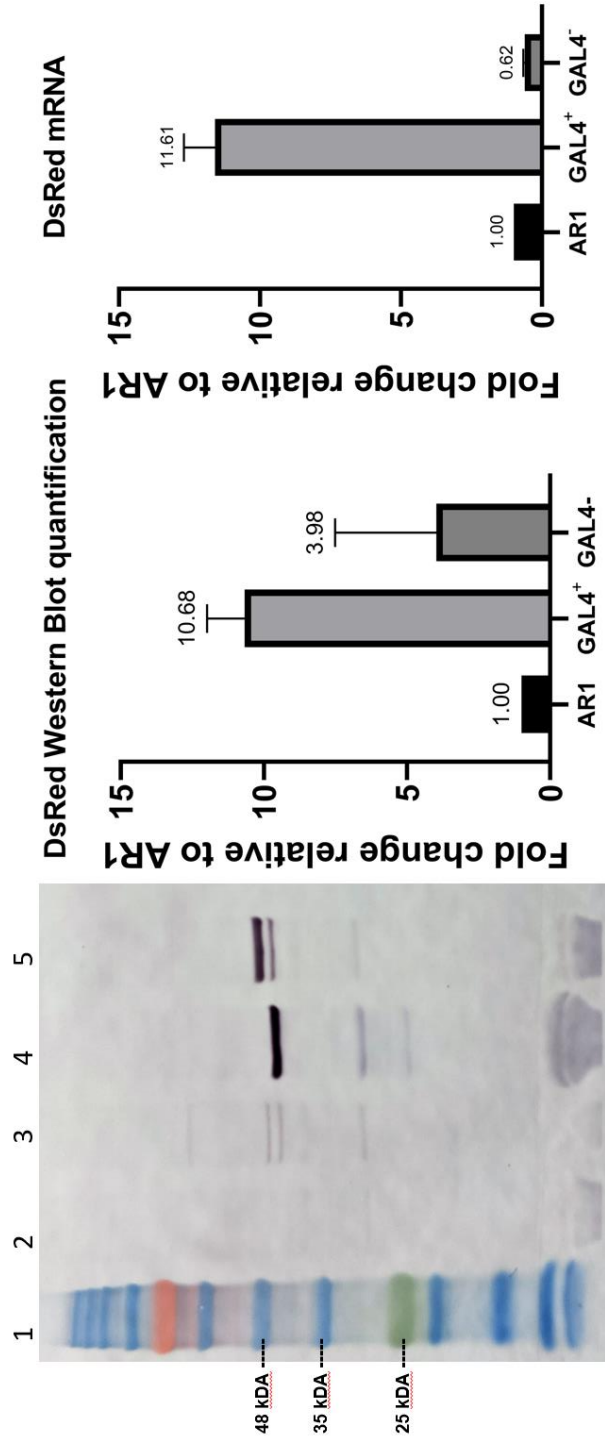 1 2 3 4 5
48 kDA
35 kDA
25 kDA
DsRed Western Blot quantification
Fold change relative to AR1
15
10
5
0
1.00
10.68
3.98
AR1 GAL4⁺ GAL4-
DsRed mRNA
Fold change relative to AR1
15
10
5
0
1.00
11.61
0.62
AR1 GAL4⁺ GAL4⁻